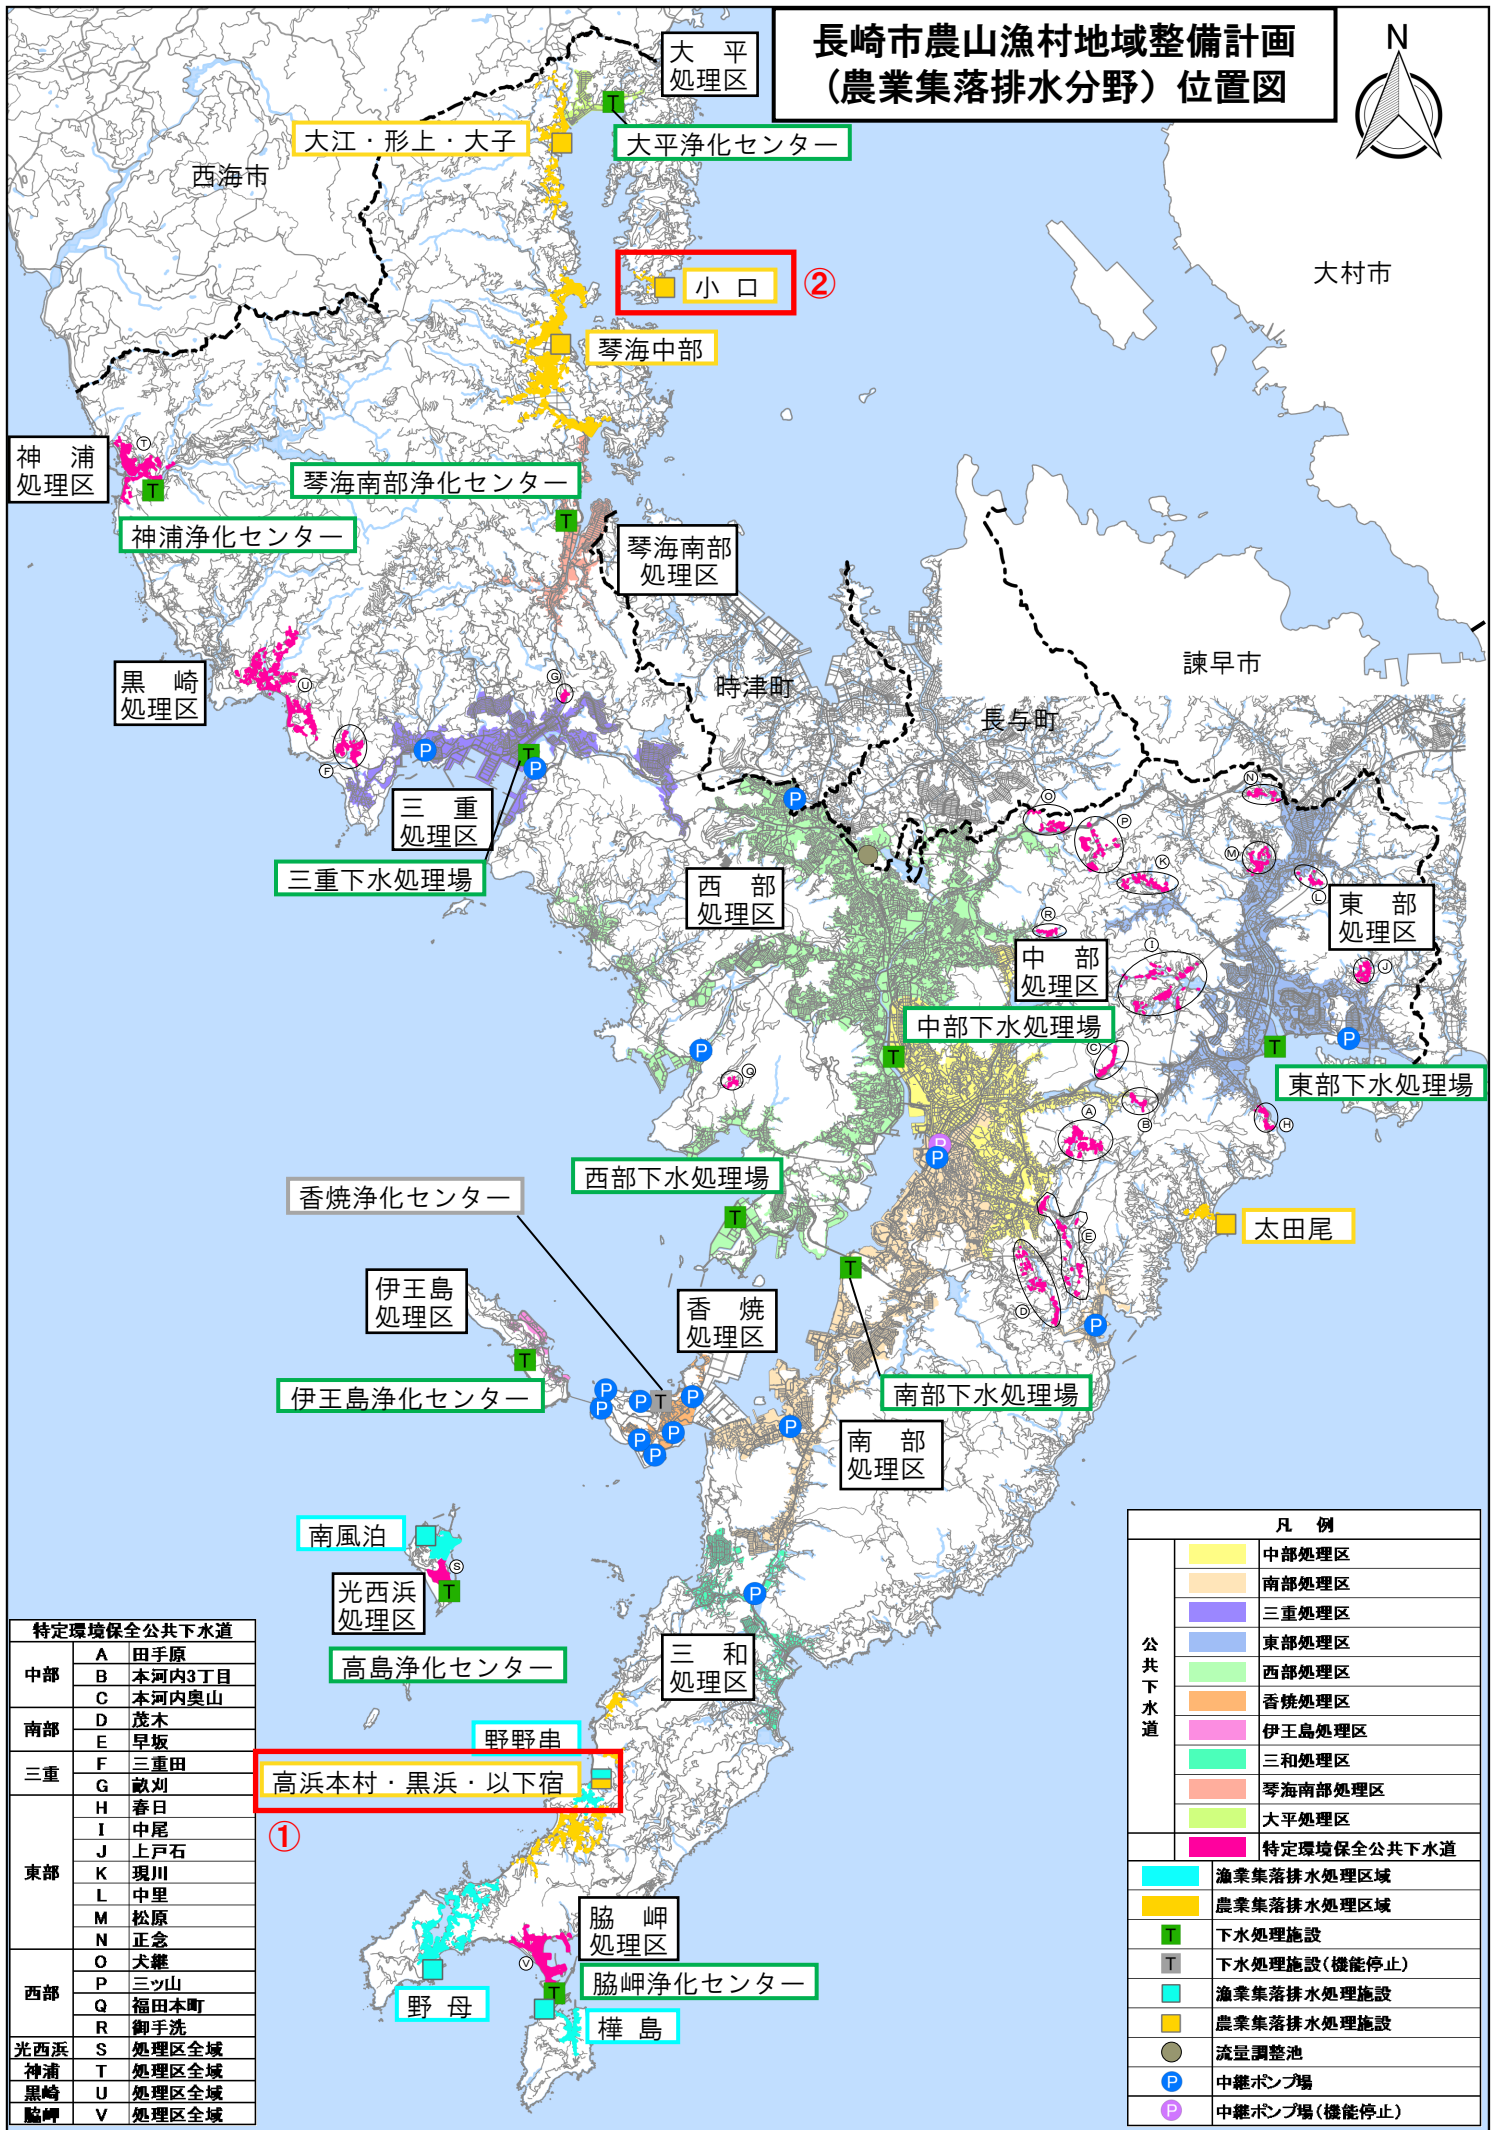 長崎市農山漁村地域整備計画
（農業集落排水分野）位置図
N
大　平
処理区
大江・形上・大子
T
大平浄化センター
西海市
大村市
小　口
②
琴海中部
神　浦
処理区
T
T
神浦浄化センター
琴海南部浄化センター
T
琴海南部
処理区
黒　崎
処理区
U
G
F
時津町
長与町
諫早市
P
T
P
三　重
処理区
三重下水処理場
P
西　部
処理区
O
P
K
N
M
L
R
東　部
処理区
中　部
処理区
I
J
中部下水処理場
T
P
Q
C
T
P
東部下水処理場
A
B
H
P
P
西部下水処理場
香焼浄化センター
T
太田尾
E
D
T
P
伊王島
処理区
香　焼
処理区
T
伊王島浄化センター
P
P
P
T
P
P
P
P
P
南部下水処理場
南　部
処理区
南風泊
S
光西浜
処理区
T
高島浄化センター
P
三　和
処理区
野野串
高浜本村・黒浜・以下宿
①
脇　岬
処理区
V
T
脇岬浄化センター
野　母
樺　島
特定環境保全公共下水道
中部 A 田手原
B 本河内3丁目
C 本河内奥山
南部 D 茂木
E 早坂
三重 F 三重田
G 畝刈
東部 H 春日
I 中尾
J 上戸石
K 現川
L 中里
M 松原
N 正念
西部 O 犬継
P 三ッ山
Q 福田本町
R 御手洗
光西浜 S 処理区全域
神浦 T 処理区全域
黒崎 U 処理区全域
脇岬 V 処理区全域
凡　例
公共下水道
中部処理区
南部処理区
三重処理区
東部処理区
西部処理区
香焼処理区
伊王島処理区
三和処理区
琴海南部処理区
大平処理区
特定環境保全公共下水道
漁業集落排水処理区域
農業集落排水処理区域
T 下水処理施設
T 下水処理施設（機能停止）
漁業集落排水処理施設
農業集落排水処理施設
流量調整池
P 中継ポンプ場
P 中継ポンプ場（機能停止）